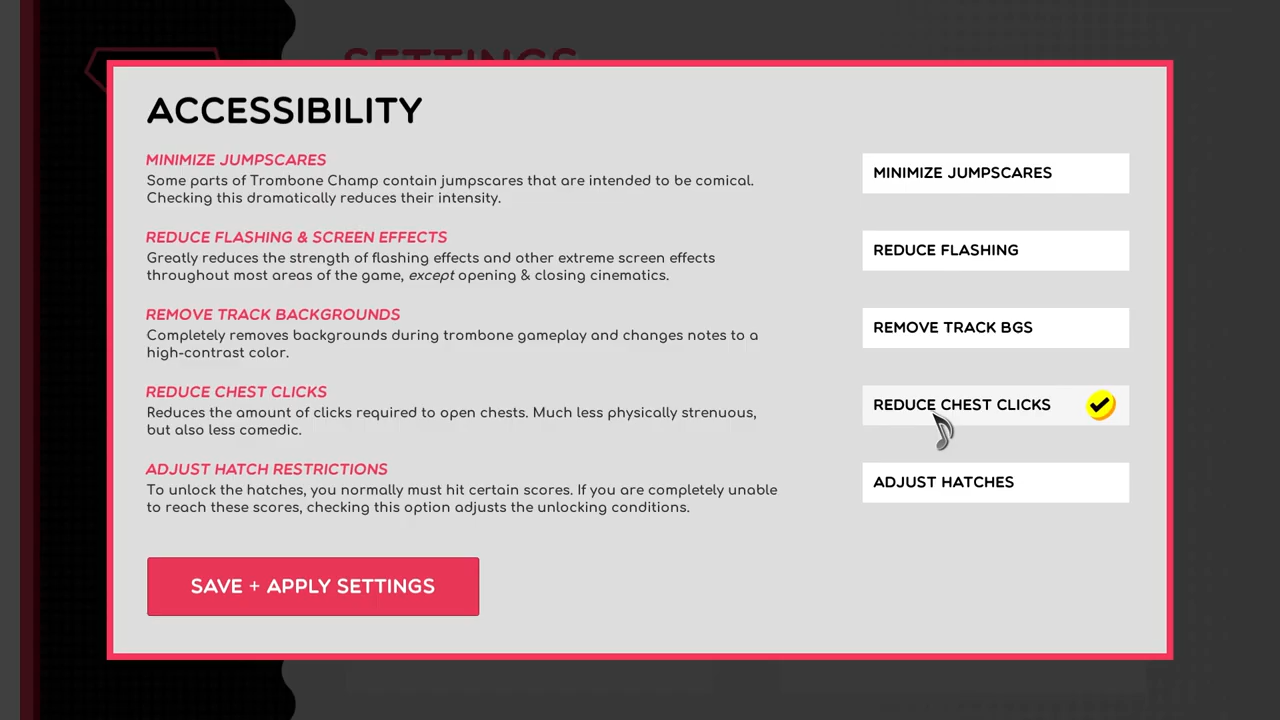 SETTINGS
ACCESSIBILITY
MINIMIZE JUMPSCARES
Some parts of Trombone Champ contain jumpscares that are intended to be comical.
Checking this dramatically reduces their intensity.
MINIMIZE JUMPSCARES
REDUCE FLASHING & SCREEN EFFECTS
Greatly reduces the strength of flashing effects and other extreme screen effects
throughout most areas of the game, except opening & closing cinematics.
REDUCE FLASHING
REMOVE TRACK BACKGROUNDS
Completely removes backgrounds during trombone gameplay and changes notes to a
high-contrast color.
REMOVE TRACK BGS
REDUCE CHEST CLICKS
Reduces the amount of clicks required to open chests. Much less physically strenuous,
but also less comedic.
REDUCE CHEST CLICKS
ADJUST HATCH RESTRICTIONS
To unlock the hatches, you normally must hit certain scores. If you are completely unable
to reach these scores, checking this option adjusts the unlocking conditions.
ADJUST HATCHES
SAVE + APPLY SETTINGS